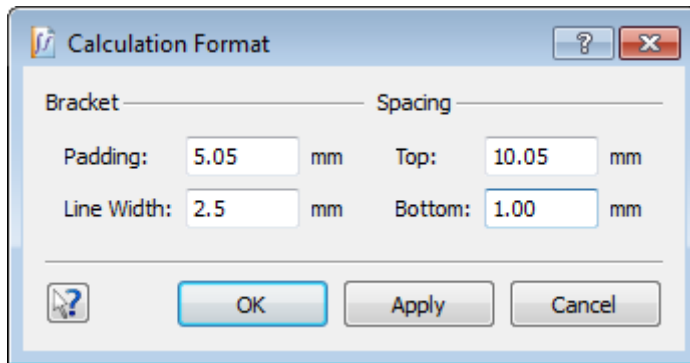 Calculation Format
Bracket
Spacing
Padding: 5.05 mm
Top: 10.05 mm
Line Width: 2.5 mm
Bottom: 1.00 mm
OK
Apply
Cancel